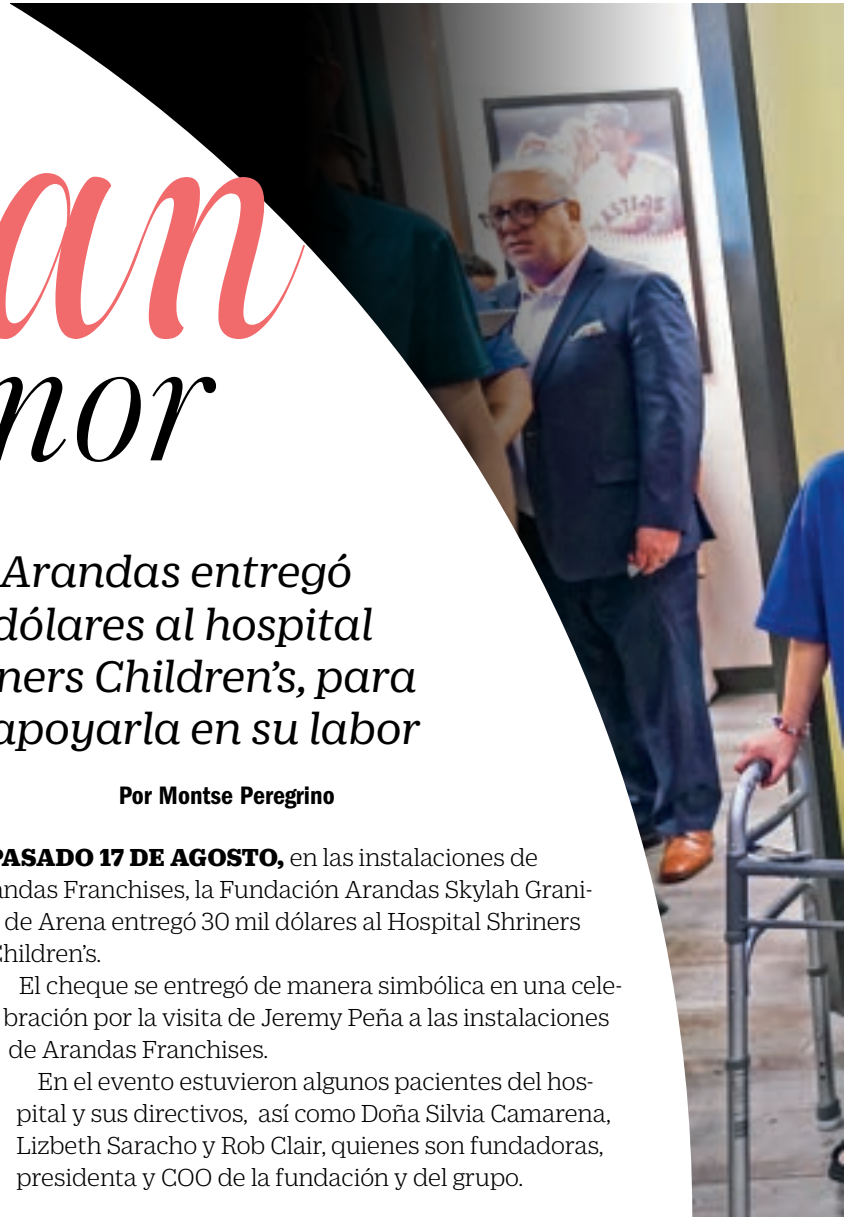 an
nor
Arandas entregó
dólares al hospital
ners Children's, para
apoyarla en su labor
Por Montse Peregrino
PASADO 17 DE AGOSTO, en las instalaciones de
andas Franchises, la Fundación Arandas Skylah Grani-
de Arena entregó 30 mil dólares al Hospital Shriners
Children's.
El cheque se entregó de manera simbólica en una cele-
bración por la visita de Jeremy Peña a las instalaciones
de Arandas Franchises.
En el evento estuvieron algunos pacientes del hos-
pital y sus directivos, así como Doña Silvia Camarena,
Lizbeth Saracho y Rob Clair, quienes son fundadoras,
presidenta y COO de la fundación y del grupo.